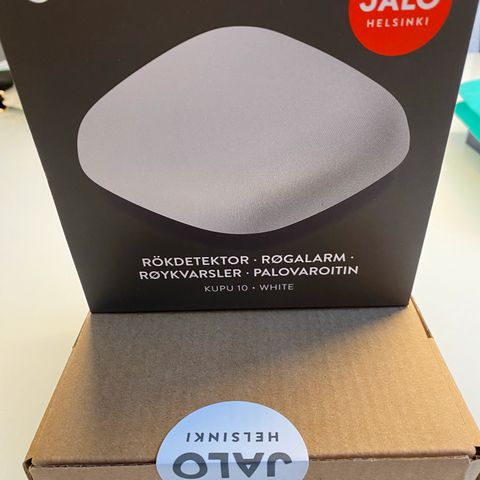 JALO
HELSINKI
RÖKDETEKTOR · RØGALARM ·
RØYKVARSLER · PALOVAROITIN
KUPU 10 · WHITE
HELSINKI
JALO